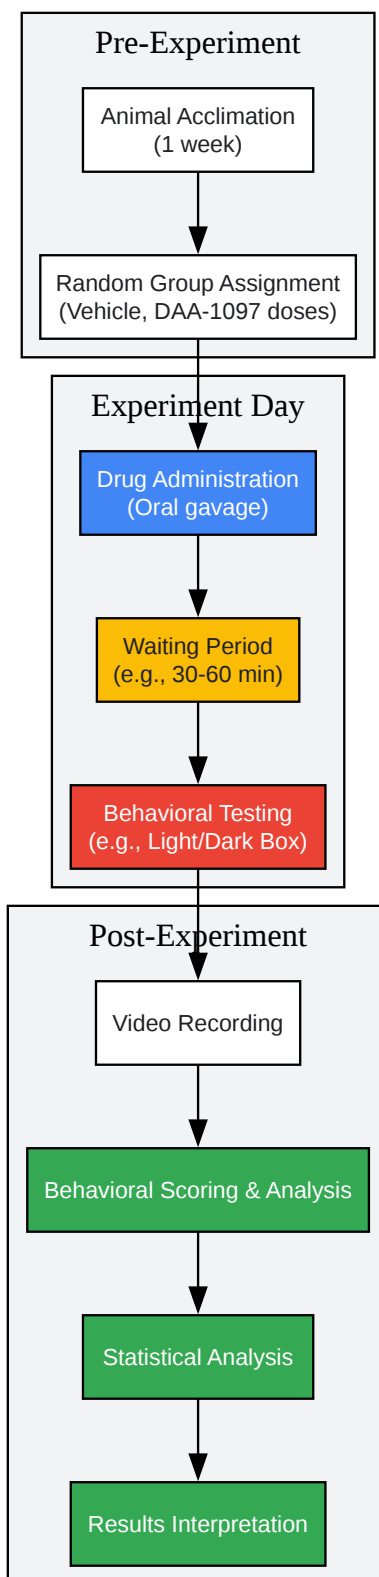 Pre-Experiment
Animal Acclimation
(1 week)
Random Group Assignment
(Vehicle, DAA-1097 doses)
Experiment Day
Drug Administration
(Oral gavage)
Waiting Period
(e.g., 30-60 min)
Behavioral Testing
(e.g., Light/Dark Box)
Post-Experiment
Video Recording
Behavioral Scoring & Analysis
Statistical Analysis
Results Interpretation